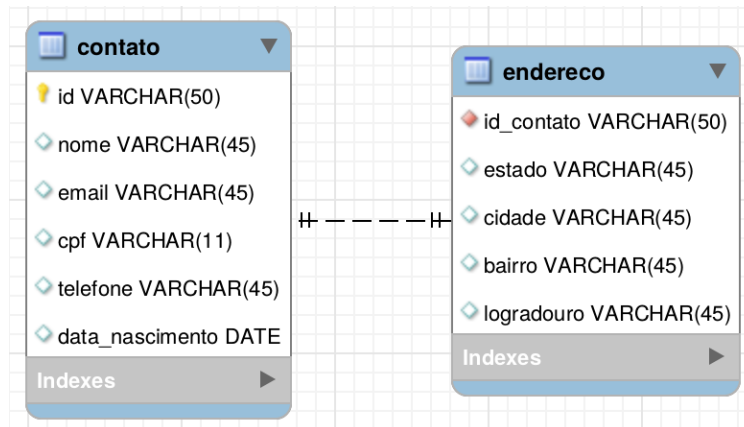 contato
id VARCHAR(50)
nome VARCHAR(45)
email VARCHAR(45)
cpf VARCHAR(11)
telefone VARCHAR(45)
data_nascimento DATE
Indexes
endereco
id_contato VARCHAR(50)
estado VARCHAR(45)
cidade VARCHAR(45)
bairro VARCHAR(45)
logradouro VARCHAR(45)
Indexes